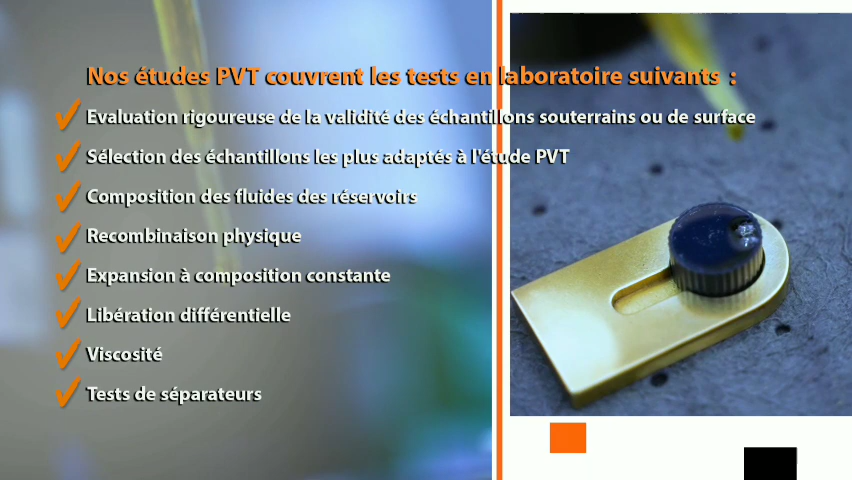 Nos études PVT couvrent les tests en laboratoire suivants :
Evaluation rigoureuse de la validité des échantillons souterrains ou de surface
Sélection des échantillons les plus adaptés à l'étude PVT
Composition des fluides des réservoirs
Recombinaison physique
Expansion à composition constante
Libération différentielle
Viscosité
Tests de séparateurs